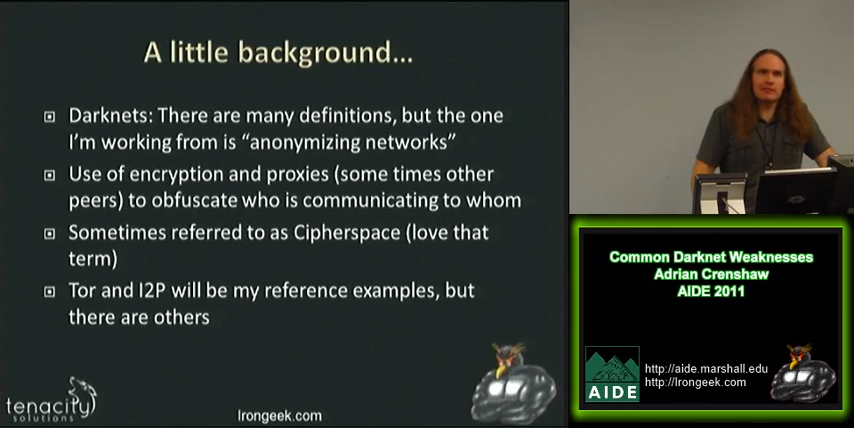 A little background...
Darknets: There are many definitions, but the one
I'm working from is "anonymizing networks"
Use of encryption and proxies (some times other
peers) to obfuscate who is communicating to whom
Sometimes referred to as Cipherspace (love that
term)
Tor and I2P will be my reference examples, but
there are others
tenacity
solutions
Irongeek.com
Common Darknet Weaknesses
Adrian Crenshaw
AIDE 2011
AIDE
http://aide.marshall.edu
http://Irongeek.com